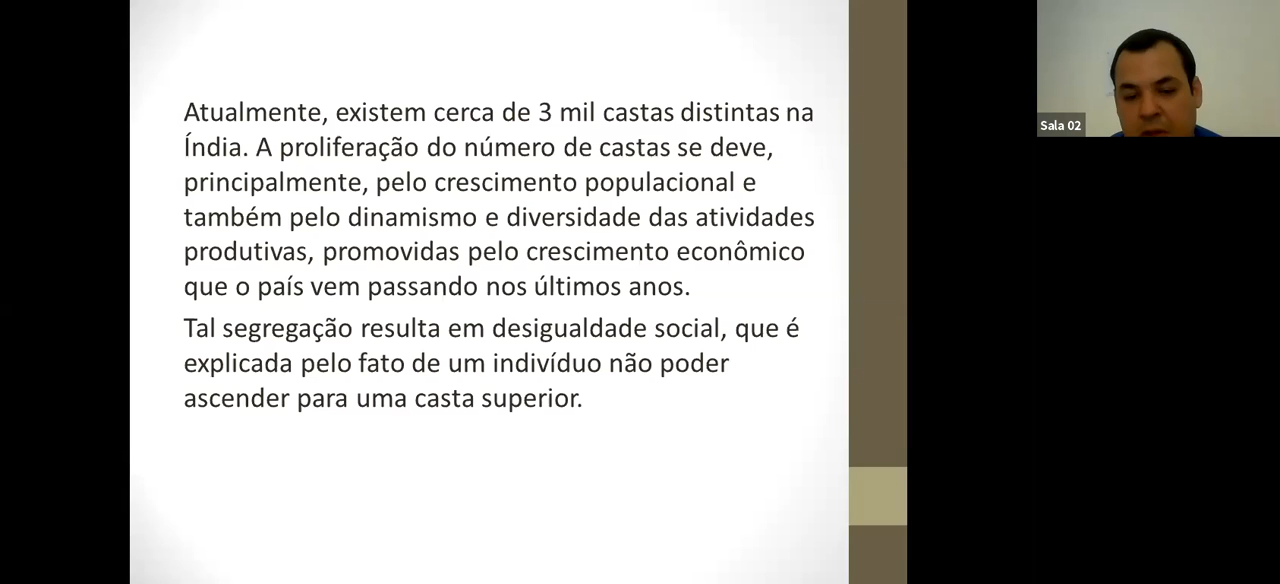 Atualmente, existem cerca de 3 mil castas distintas na
Índia. A proliferação do número de castas se deve,
principalmente, pelo crescimento populacional e
também pelo dinamismo e diversidade das atividades
produtivas, promovidas pelo crescimento econômico
que o país vem passando nos últimos anos.
Tal segregação resulta em desigualdade social, que é
explicada pelo fato de um indivíduo não poder
ascender para uma casta superior.
Sala 02